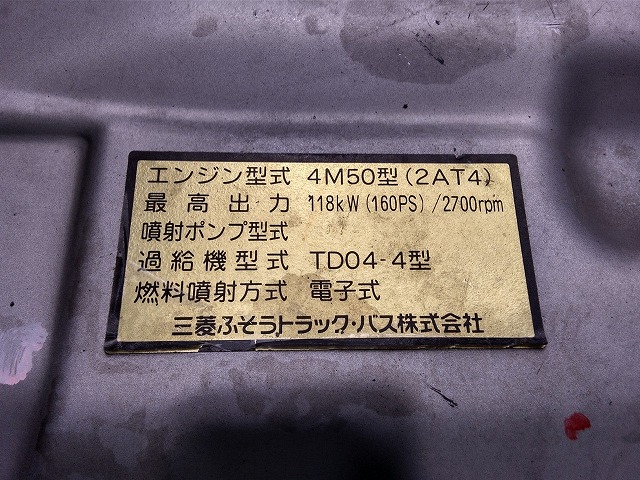 エンジン型式 4M50型(2AT4)
最高出力 118kW(160PS)/2700rpm
噴射ポンプ型式
過給機型式 TD04-4型
燃料噴射方式 電子式
三菱ふそうトラック・バス株式会社